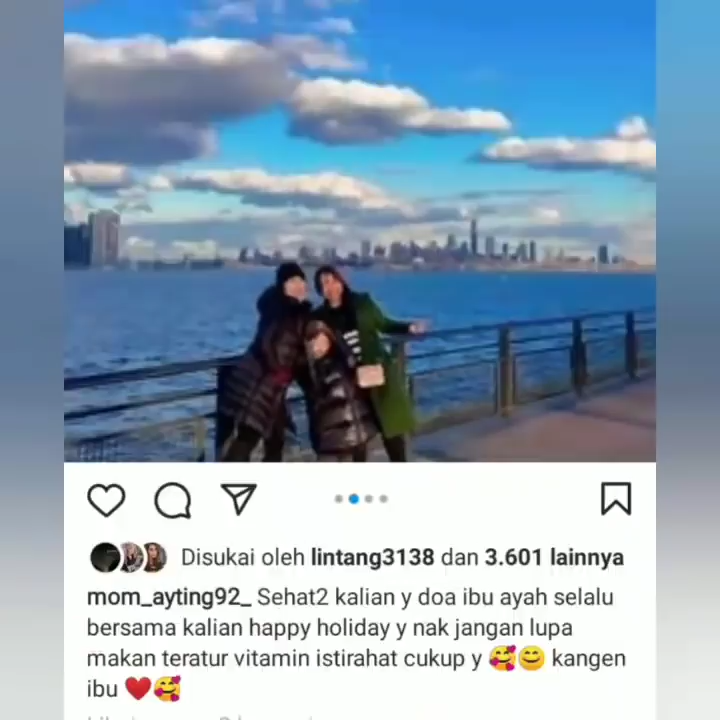 Disukai oleh lintang3138 dan 3.601 lainnya
mom_ayting92_ Sehat2 kalian y doa ibu ayah selalu
bersama kalian happy holiday y nak jangan lupa
makan teratur vitamin istirahat cukup y 🥰😊 kangen
ibu ❤️🥰